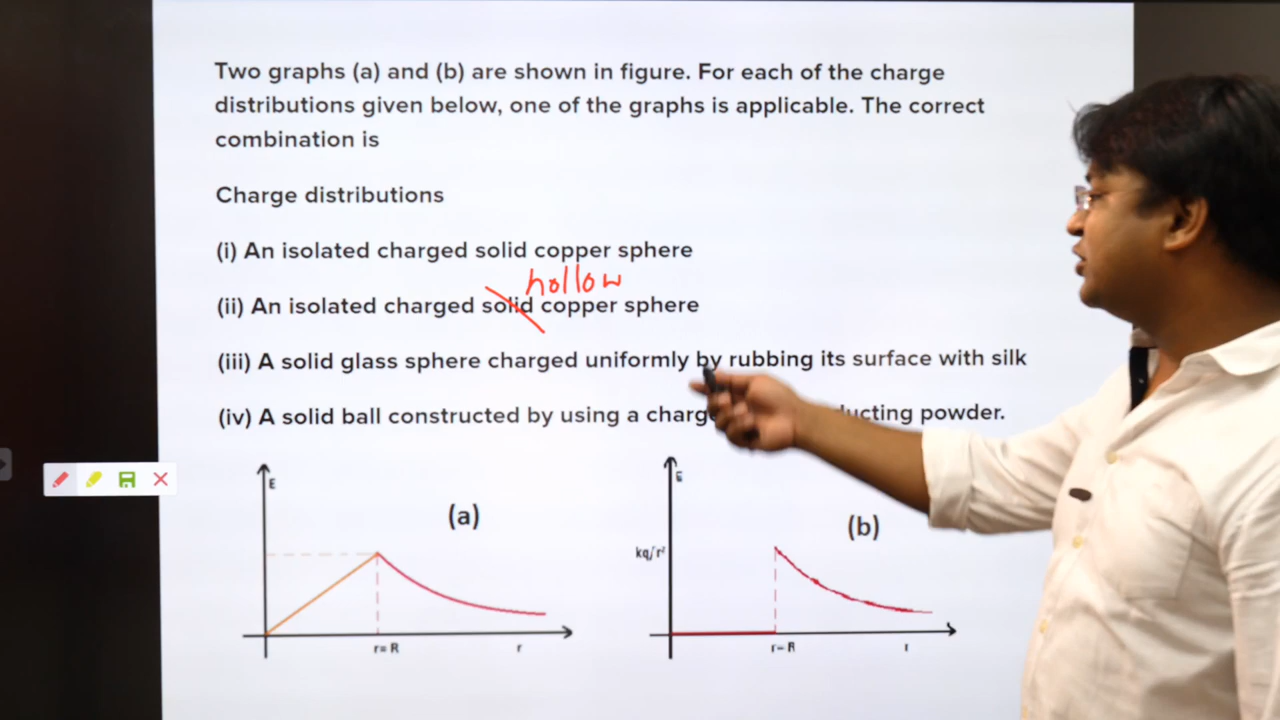 Two graphs (a) and (b) are shown in figure. For each of the charge
distributions given below, one of the graphs is applicable. The correct
combination is
Charge distributions
(i) An isolated charged solid copper sphere
hollow
(ii) An isolated charged solid copper sphere
(iii) A solid glass sphere charged uniformly by rubbing its surface with silk
(iv) A solid ball constructed by using a powder.
E
(a)
r= R
r
E
(b)
kq/r²
r= R
r